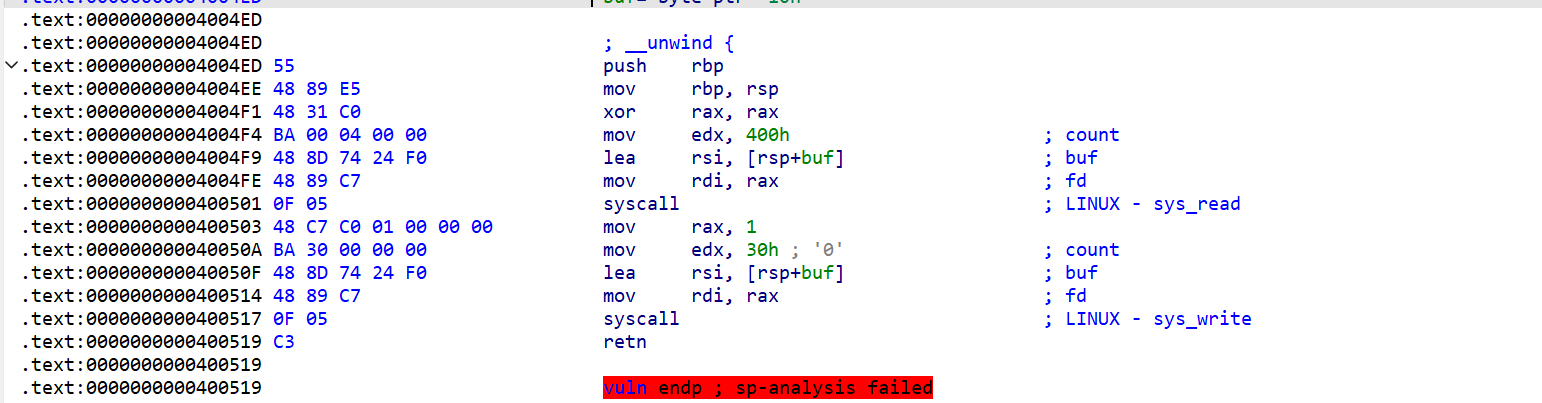 .text:00000000004004ED buf= byte ptr -10h
.text:00000000004004ED
.text:00000000004004ED ; __unwind {
.text:00000000004004ED 55 push rbp
.text:00000000004004EE 48 89 E5 mov rbp, rsp
.text:00000000004004F1 48 31 C0 xor rax, rax
.text:00000000004004F4 BA 00 04 00 00 mov edx, 400h ; count
.text:00000000004004F9 48 8D 74 24 F0 lea rsi, [rsp+buf] ; buf
.text:00000000004004FE 48 89 C7 mov rdi, rax ; fd
.text:0000000000400501 0F 05 syscall ; LINUX - sys_read
.text:0000000000400503 48 C7 C0 01 00 00 00 mov rax, 1
.text:000000000040050A BA 30 00 00 00 mov edx, 30h ; '0' ; count
.text:000000000040050F 48 8D 74 24 F0 lea rsi, [rsp+buf] ; buf
.text:0000000000400514 48 89 C7 mov rdi, rax ; fd
.text:0000000000400517 0F 05 syscall ; LINUX - sys_write
.text:0000000000400519 C3 retn
.text:0000000000400519
.text:0000000000400519 vuln endp ; sp-analysis failed